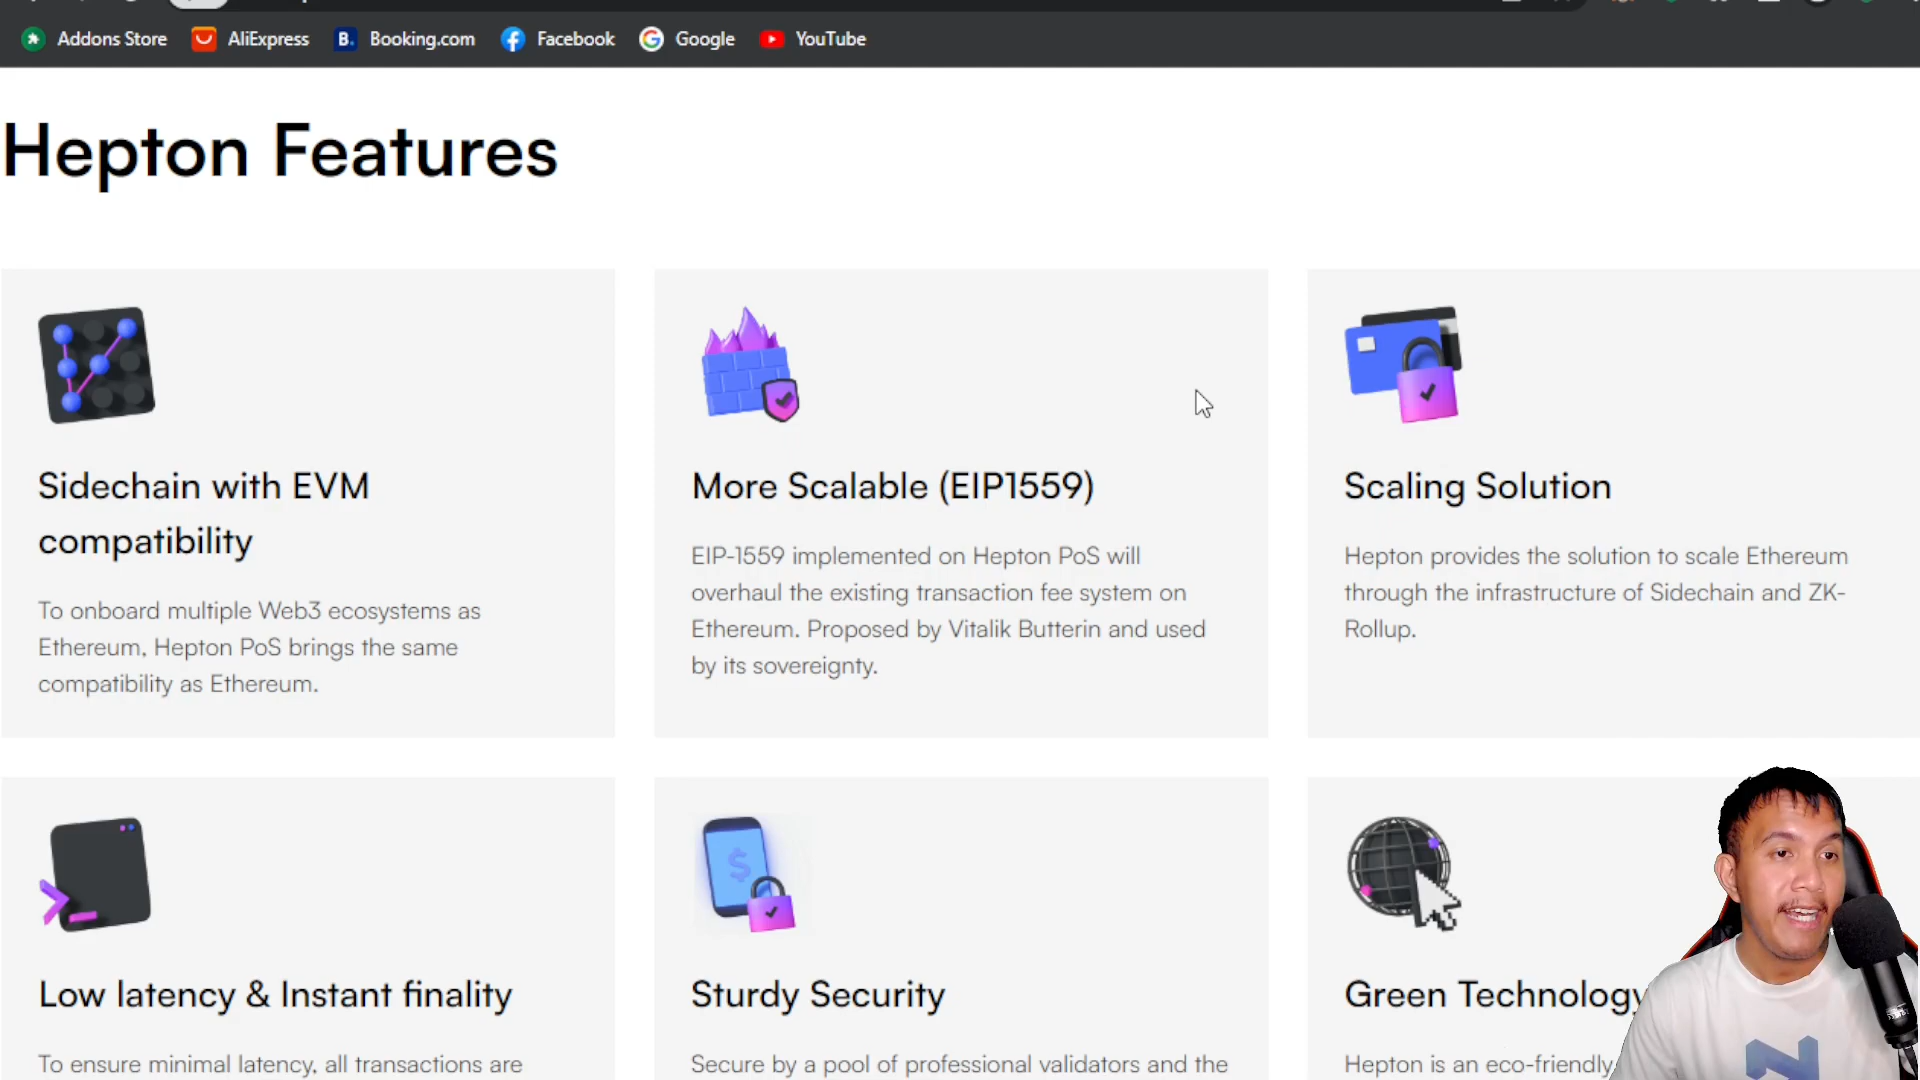 Addons Store AliExpress B. Booking.com Facebook Google YouTube
Hepton Features
Sidechain with EVM
compatibility
To onboard multiple Web3 ecosystems as
Ethereum, Hepton PoS brings the same
compatibility as Ethereum.
More Scalable (EIP1559)
EIP-1559 implemented on Hepton PoS will
overhaul the existing transaction fee system on
Ethereum. Proposed by Vitalik Butterin and used
by its sovereignty.
Scaling Solution
Hepton provides the solution to scale Ethereum
through the infrastructure of Sidechain and ZK-
Rollup.
Low latency & Instant finality
To ensure minimal latency, all transactions are
$
Sturdy Security
Secure by a pool of professional validators and the
Green Technology
Hepton is an eco-friendly
N